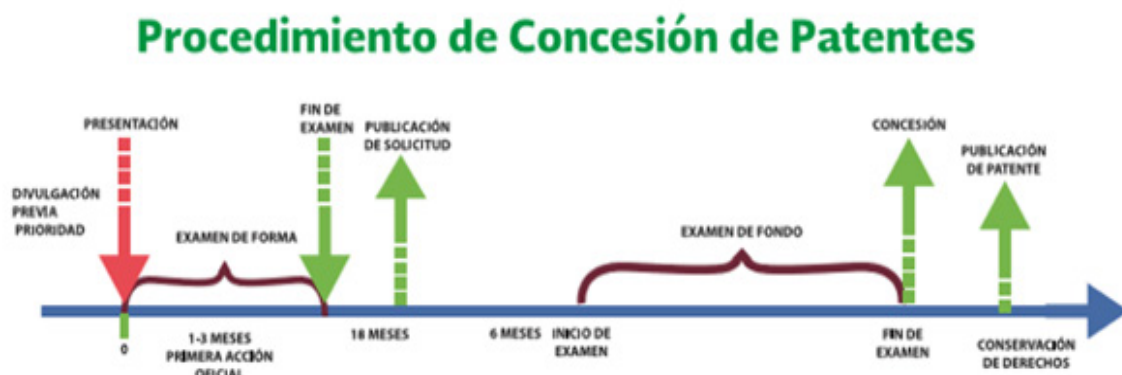 Procedimiento de Concesión de Patentes
PRESENTACIÓN
DIVULGACIÓN
PREVIA
PRIORIDAD
EXAMEN DE FORMA
FIN DE
EXAMEN
PUBLICACIÓN
DE SOLICITUD
EXAMEN DE FONDO
CONCESIÓN
PUBLICACIÓN
DE PATENTE
0
1-3 MESES
PRIMERA ACCIÓN
OFICIAL
18 MESES
6 MESES
INICIO DE
EXAMEN
FIN DE
EXAMEN
CONSERVACIÓN
DE DERECHOS